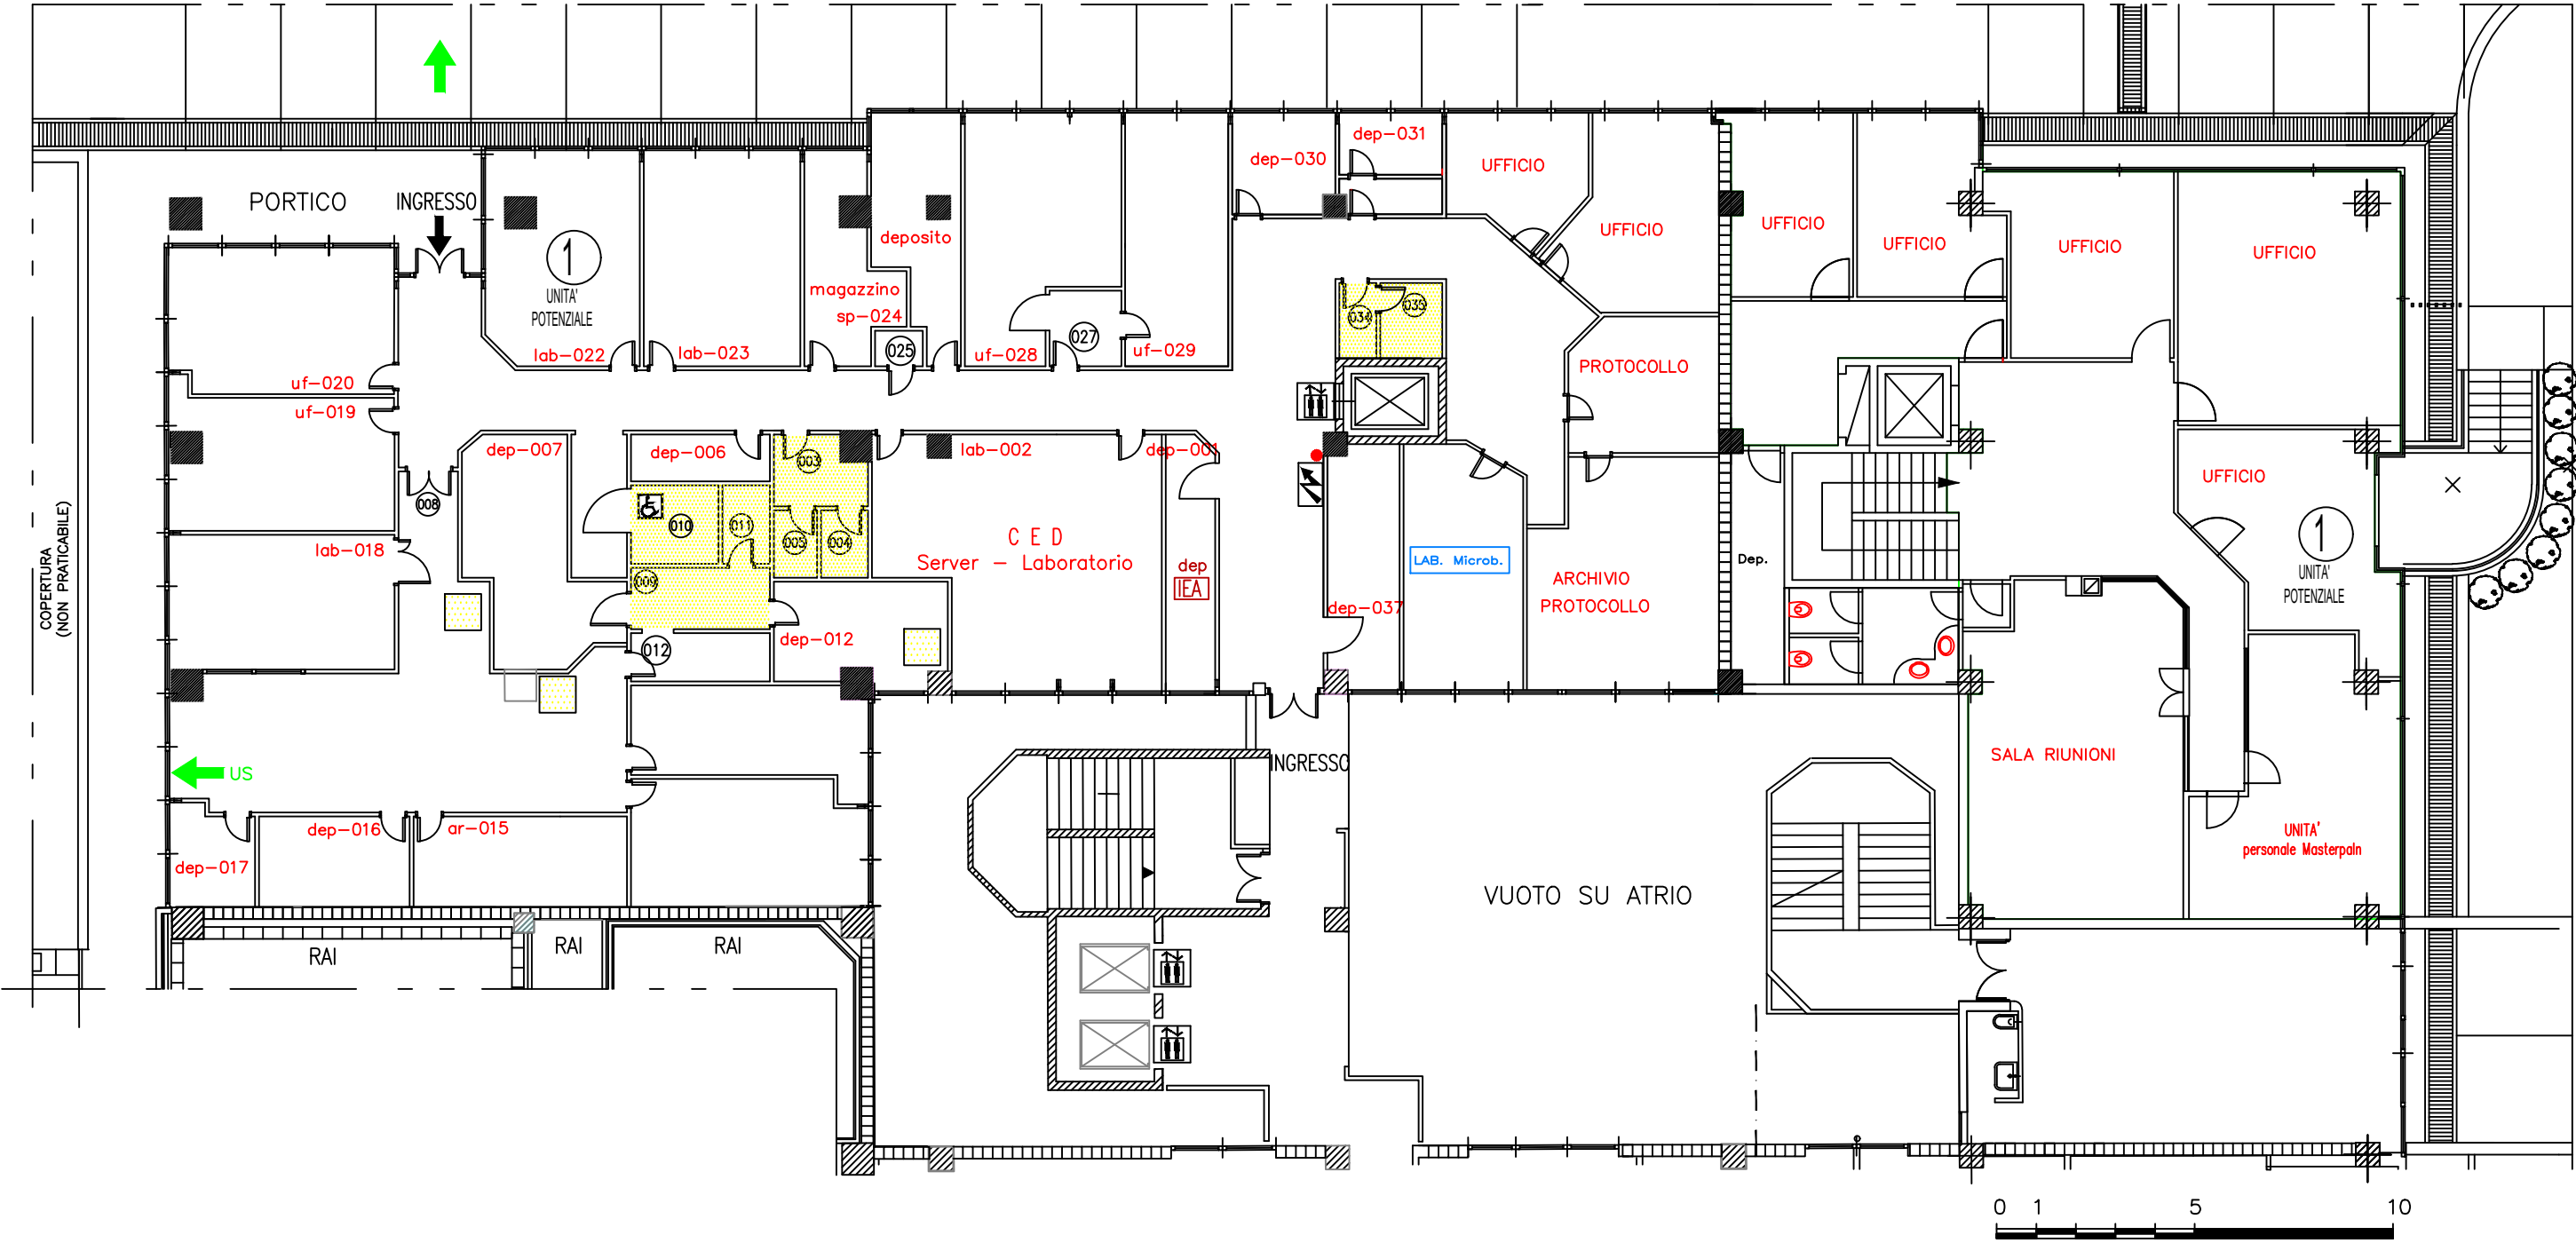 dep-031
dep-030
UFFICIO
PORTICO
INGRESSO
deposito
UFFICIO
UFFICIO
UFFICIO
UFFICIO
UFFICIO
1
UNITA'
POTENZIALE
magazzino
sp-024
034
035
lab-022
lab-023
025
uf-028
027
uf-029
PROTOCOLLO
uf-020
uf-019
dep-007
dep-006
003
lab-002
dep-001
UFFICIO
008
010
011
005
004
C E D
Server - Laboratorio
LAB. Microb.
Dep.
1
UNITA'
POTENZIALE
COPERTURA
(NON PRATICABILE)
lab-018
009
dep
IEA
ARCHIVIO
PROTOCOLLO
dep-037
012
dep-012
US
INGRESSO
SALA RIUNIONI
dep-016
ar-015
dep-017
UNITA'
personale Masterpaln
VUOTO SU ATRIO
RAI
RAI
RAI
0 1 5 10